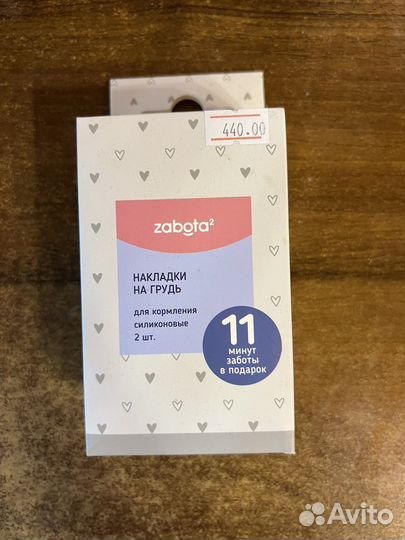 440.00
zabota²
НАКЛАДКИ
НА ГРУДЬ
для кормления
силиконовые
2 шт.
11
минут
заботы
в подарок
Avito